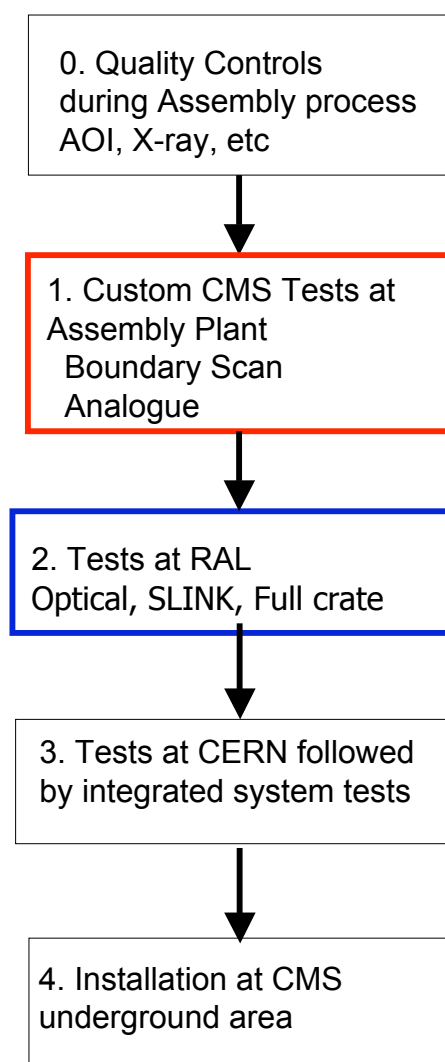 0. Quality Controls
during Assembly process
AOI, X-ray, etc
1. Custom CMS Tests at
Assembly Plant
Boundary Scan
Analogue
2. Tests at RAL
Optical, SLINK, Full crate
3. Tests at CERN followed
by integrated system tests
4. Installation at CMS
underground area